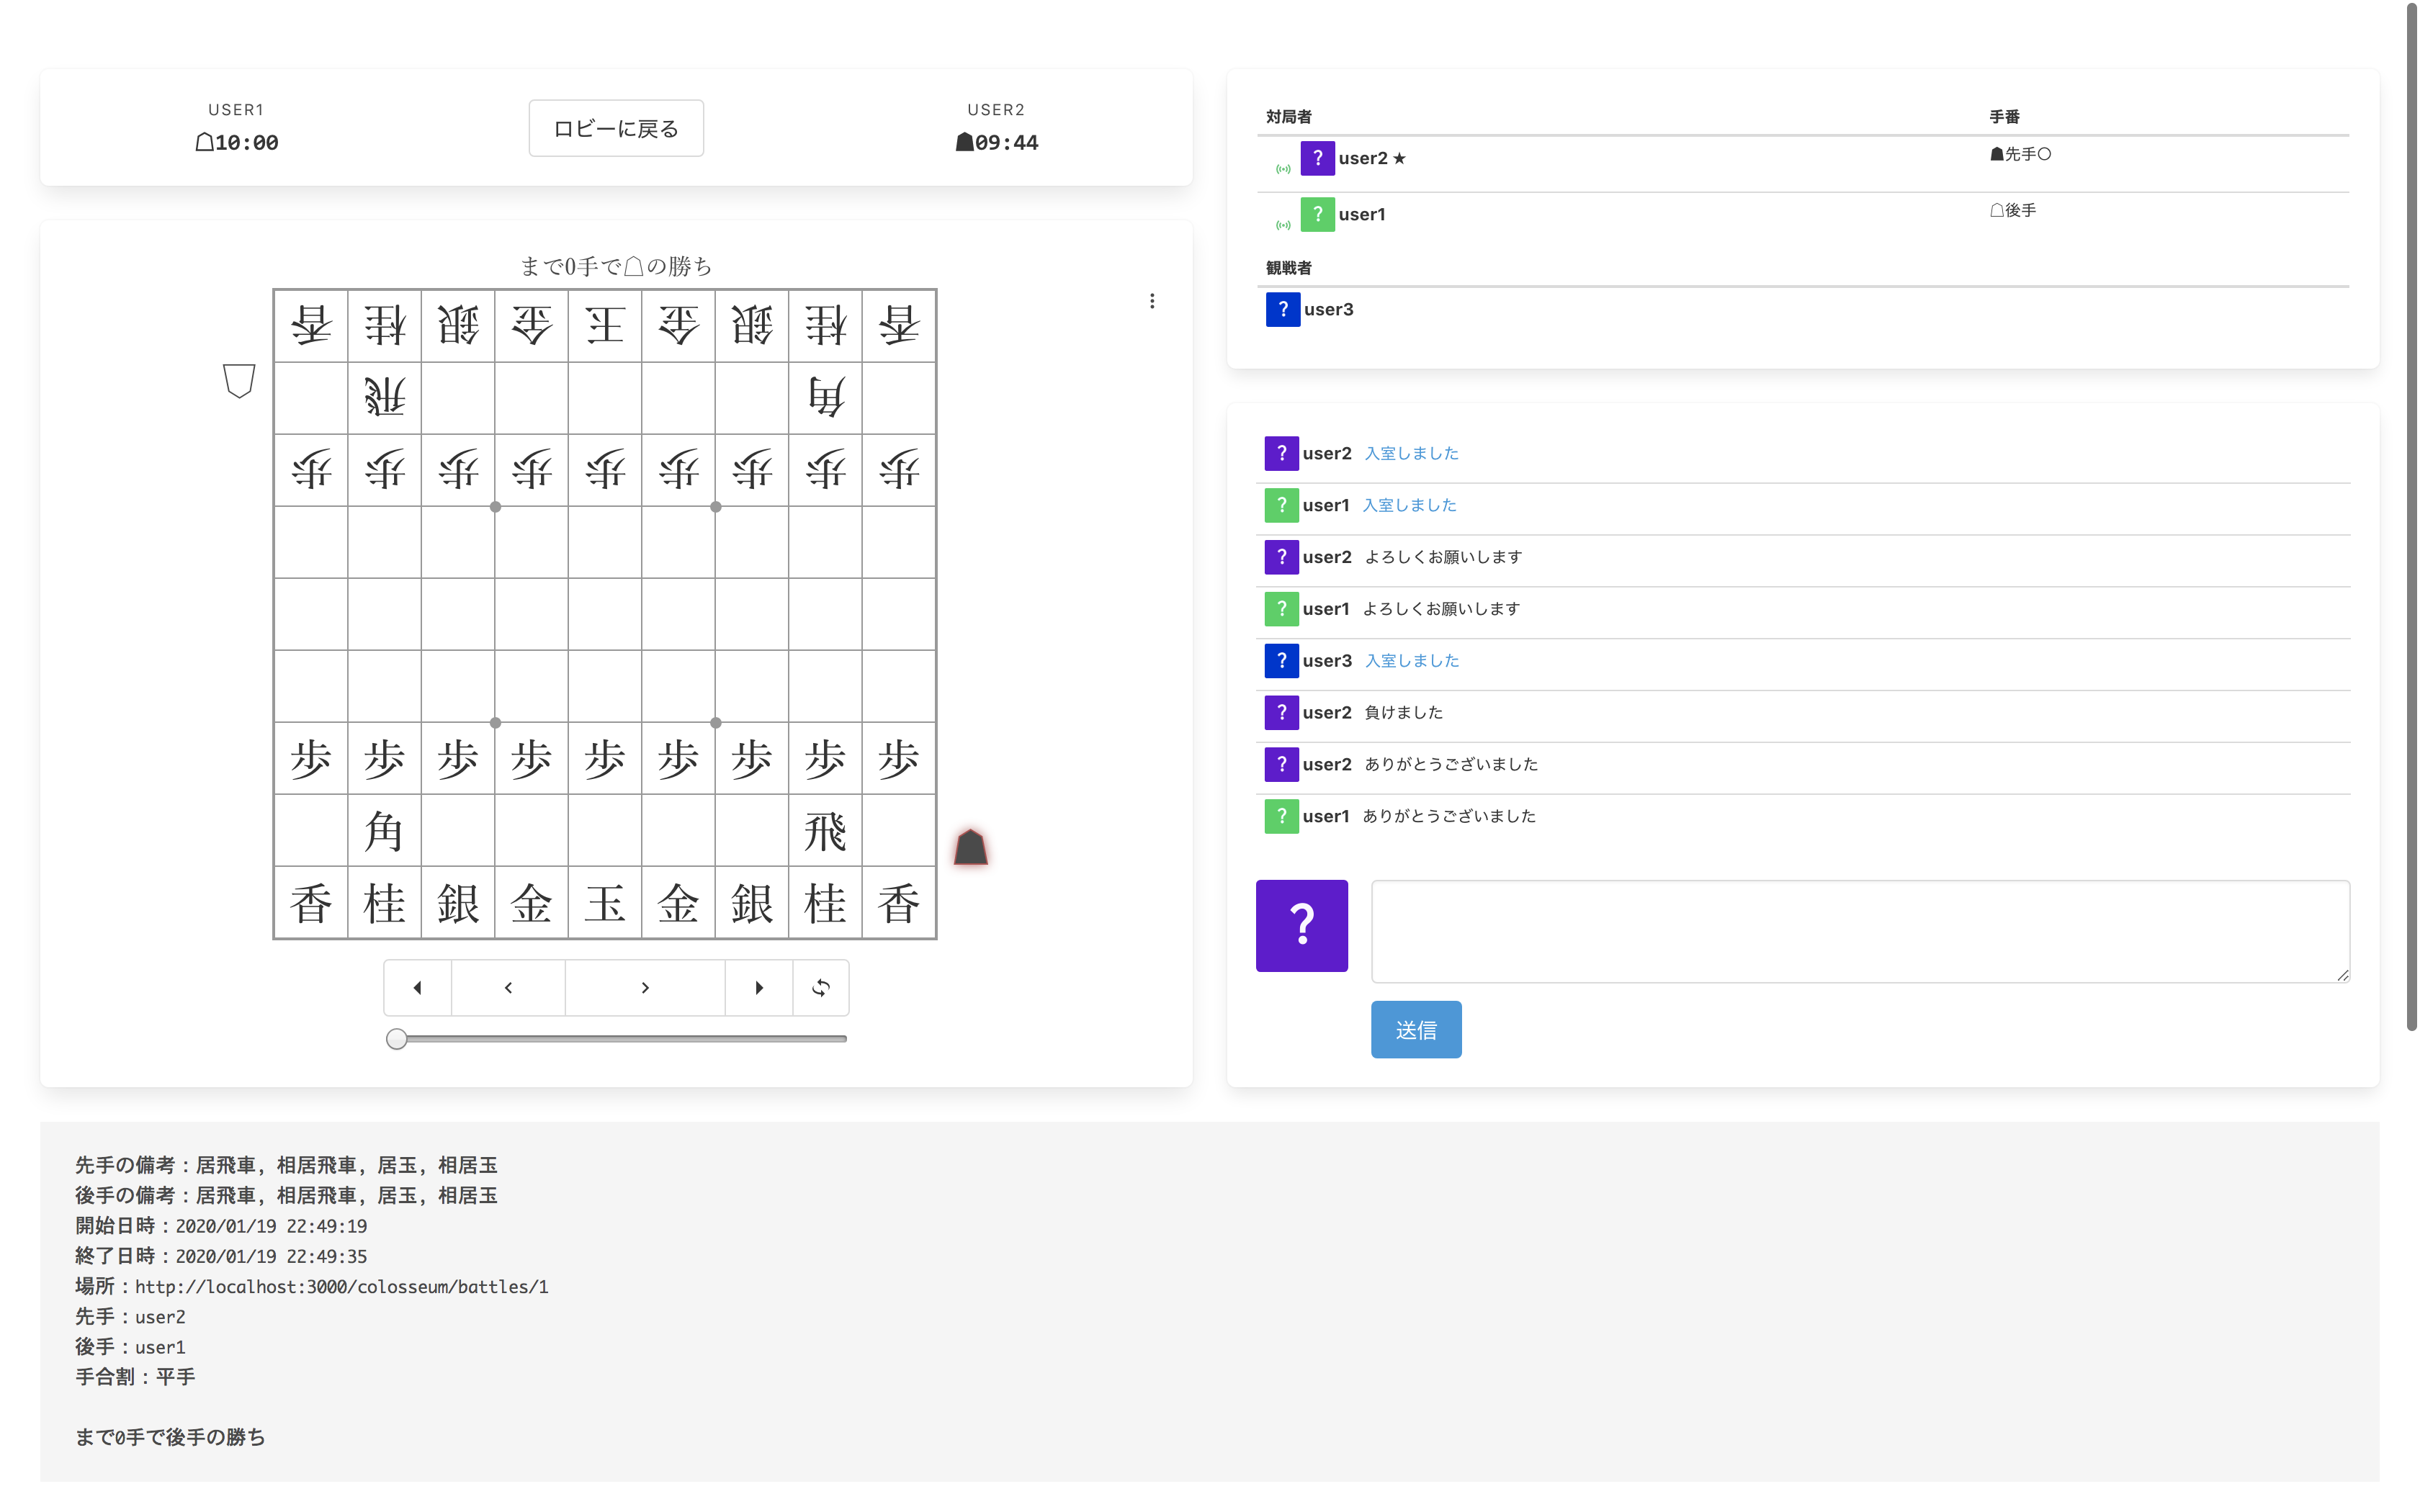 USER1
☖10:00
ロビーに戻る
USER2
☗09:44
まで0手で☖の勝ち
香桂銀金王金銀桂香
飛角
歩歩歩歩歩歩歩歩歩
歩歩歩歩歩歩歩歩歩
角飛
香桂銀金玉金銀桂香
対局者 手番
? user2 ★ ☗先手〇
? user1 ☖後手
観戦者
? user3
? user2 入室しました
? user1 入室しました
? user2 よろしくお願いします
? user1 よろしくお願いします
? user3 入室しました
? user2 負けました
? user2 ありがとうございました
? user1 ありがとうございました
?
送信
先手の備考：居飛車, 相居飛車, 居玉, 相居玉
後手の備考：居飛車, 相居飛車, 居玉, 相居玉
開始日時：2020/01/19 22:49:19
終了日時：2020/01/19 22:49:35
場所：http://localhost:3000/colosseum/battles/1
先手：user2
後手：user1
手合割：平手
まで0手で後手の勝ち